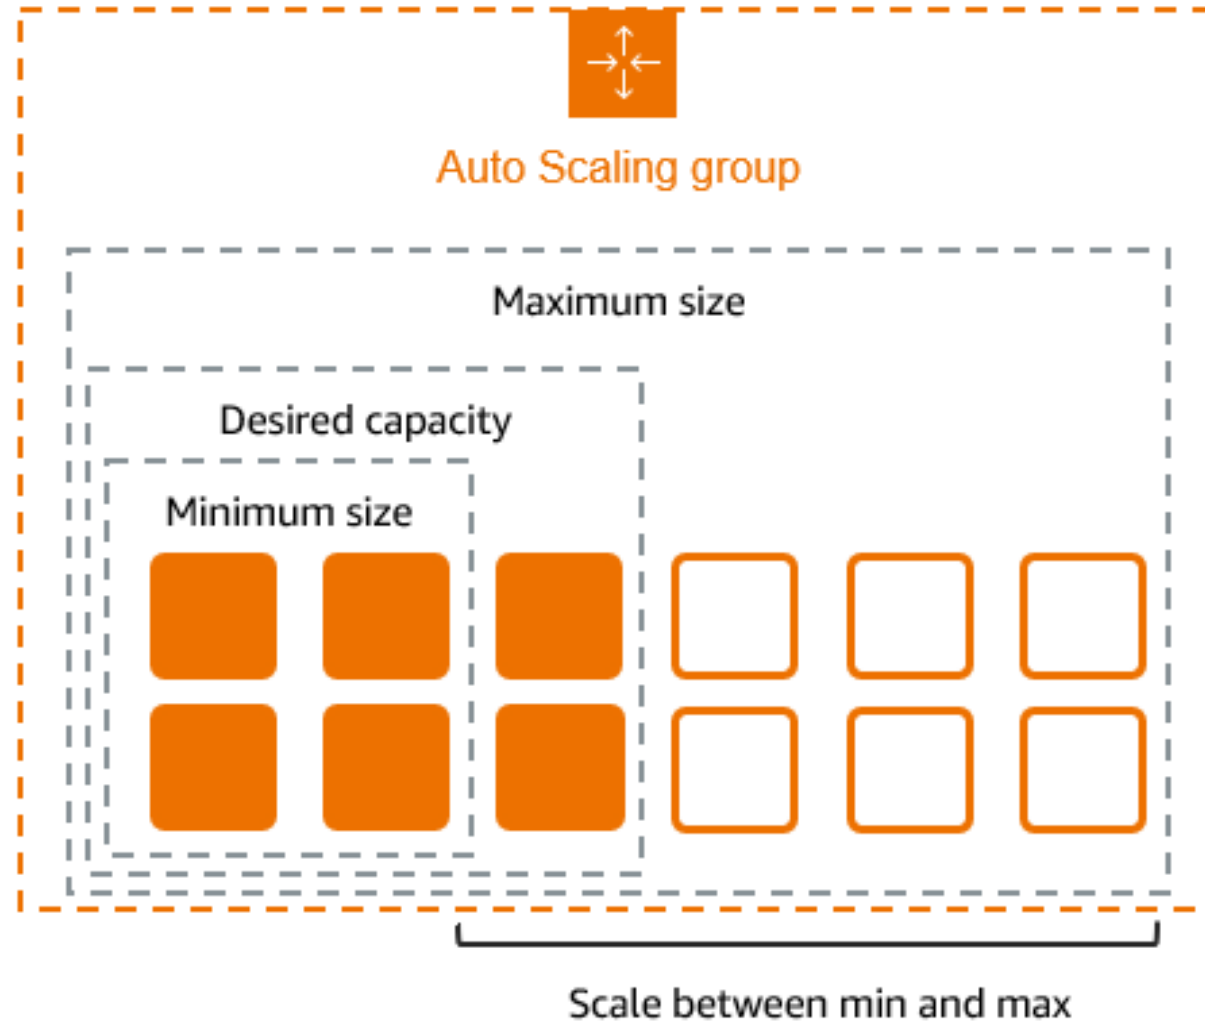 Auto Scaling group
Maximum size
Desired capacity
Minimum size
Scale between min and max